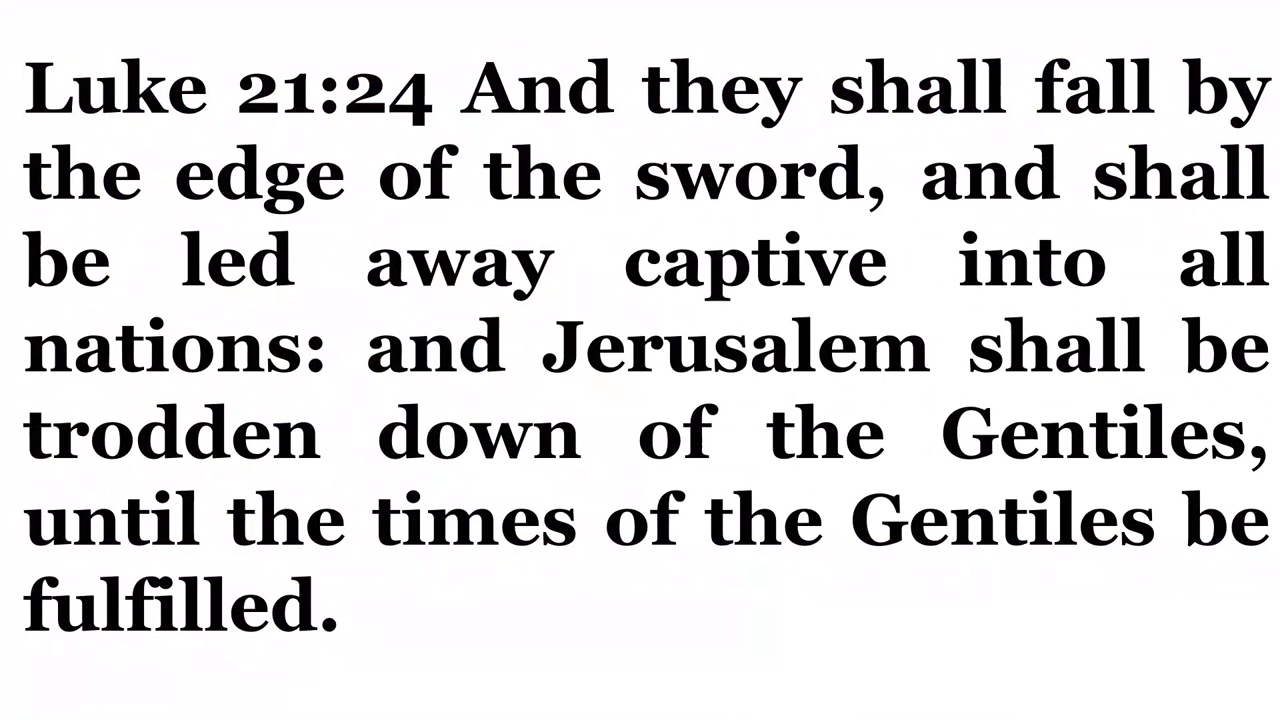 Luke 21:24 And they shall fall by
the edge of the sword, and shall
be led away captive into all
nations: and Jerusalem shall be
trodden down of the Gentiles,
until the times of the Gentiles be
fulfilled.